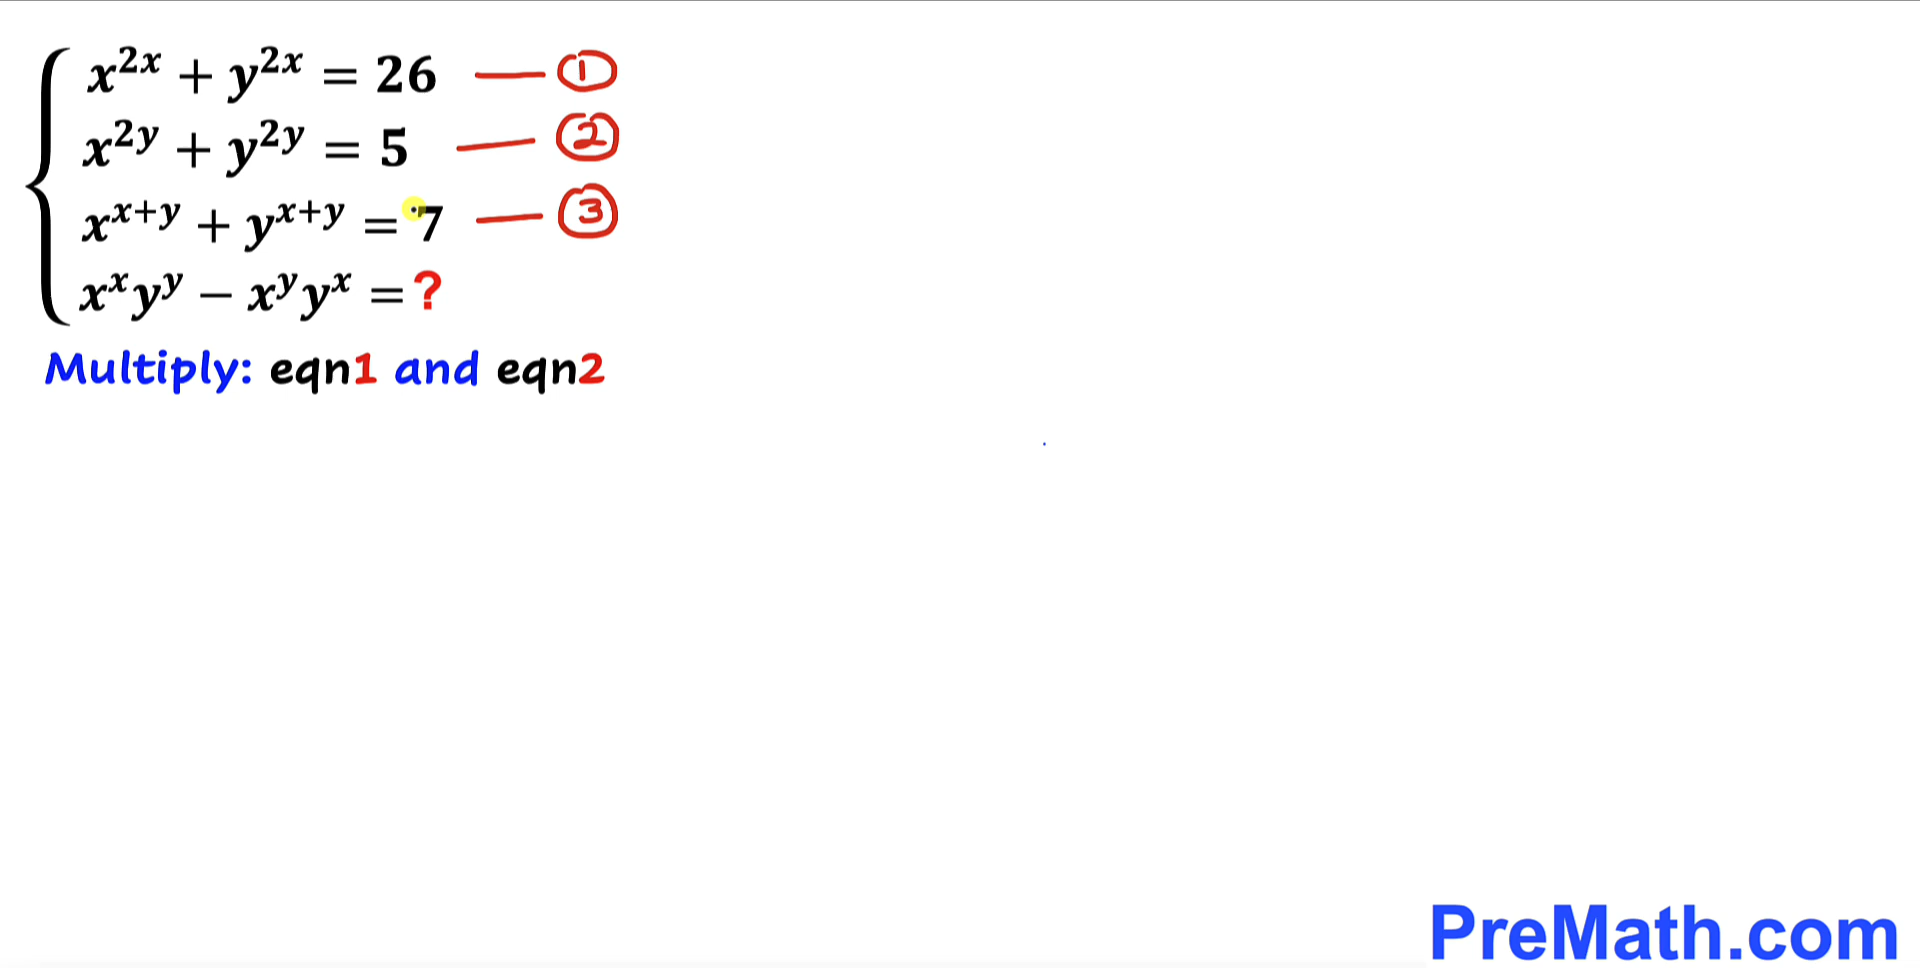 x^{2x} + y^{2x} = 26 — ①
x^{2y} + y^{2y} = 5 — ②
x^{x+y} + y^{x+y} = 7 — ③
x^x y^y − x^y y^x = ?
Multiply: eqn1 and eqn2
PreMath.com